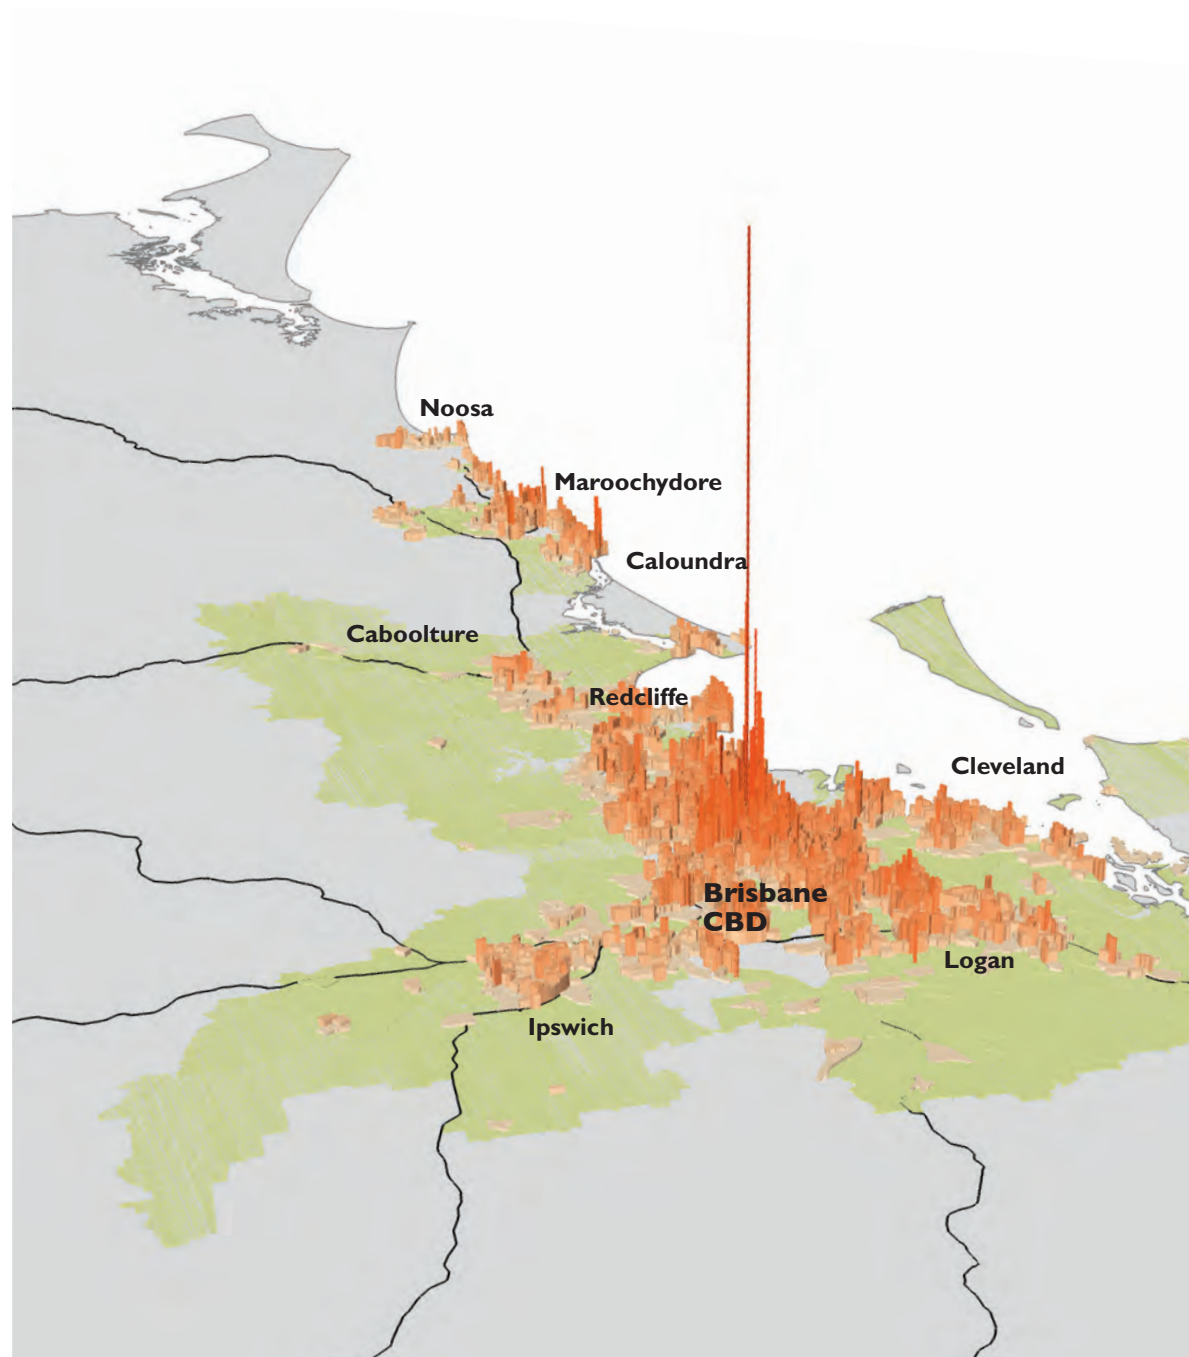 Noosa
Maroochydore
Caloundra
Caboolture
Redcliffe
Cleveland
Brisbane
CBD
Logan
Ipswich